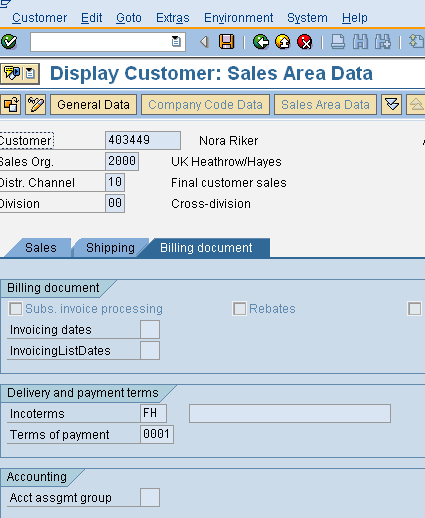 Customer Edit Goto Extras Environment System Help
Display Customer: Sales Area Data
General Data Company Code Data Sales Area Data
Customer 403449 Nora Riker
Sales Org. 2000 UK Heathrow/Hayes
Distr. Channel 10 Final customer sales
Division 00 Cross-division
Sales Shipping Billing document
Billing document
Subs. invoice processing Rebates
Invoicing dates
InvoicingListDates
Delivery and payment terms
Incoterms FH
Terms of payment 0001
Accounting
Acct assgmt group